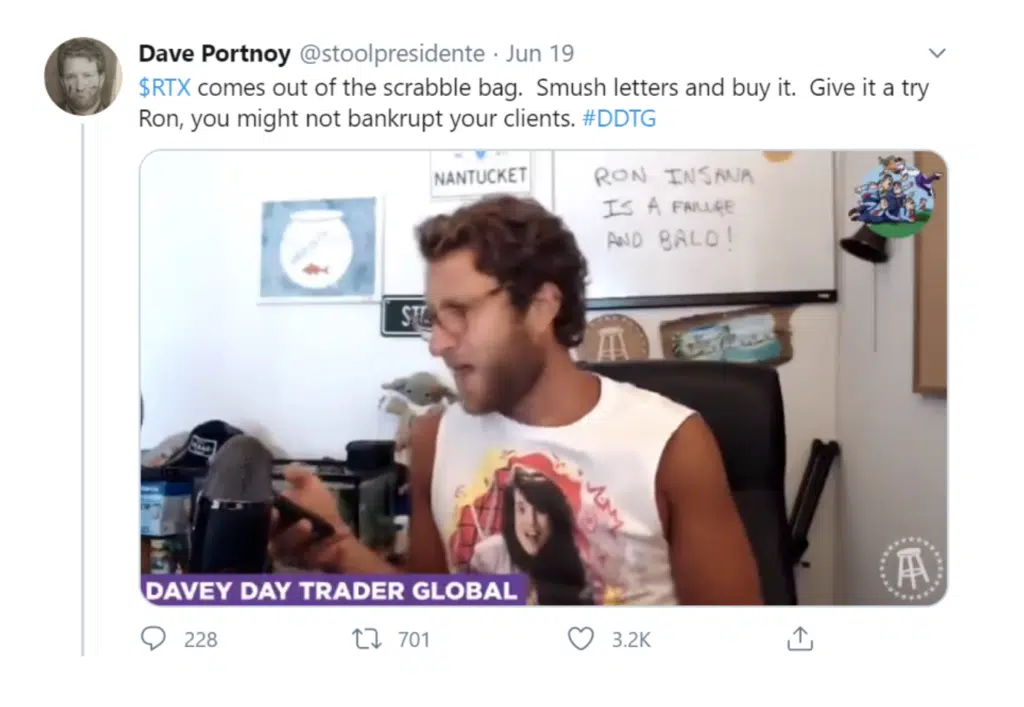 Dave Portnoy @stoolpresidente · Jun 19
$RTX comes out of the scrabble bag.  Smush letters and buy it.  Give it a try
Ron, you might not bankrupt your clients. #DDTG
NANTUCKET
RON INSANA
IS A FAILURE
AND BALD!
DAVEY DAY TRADER GLOBAL
228
701
3.2K